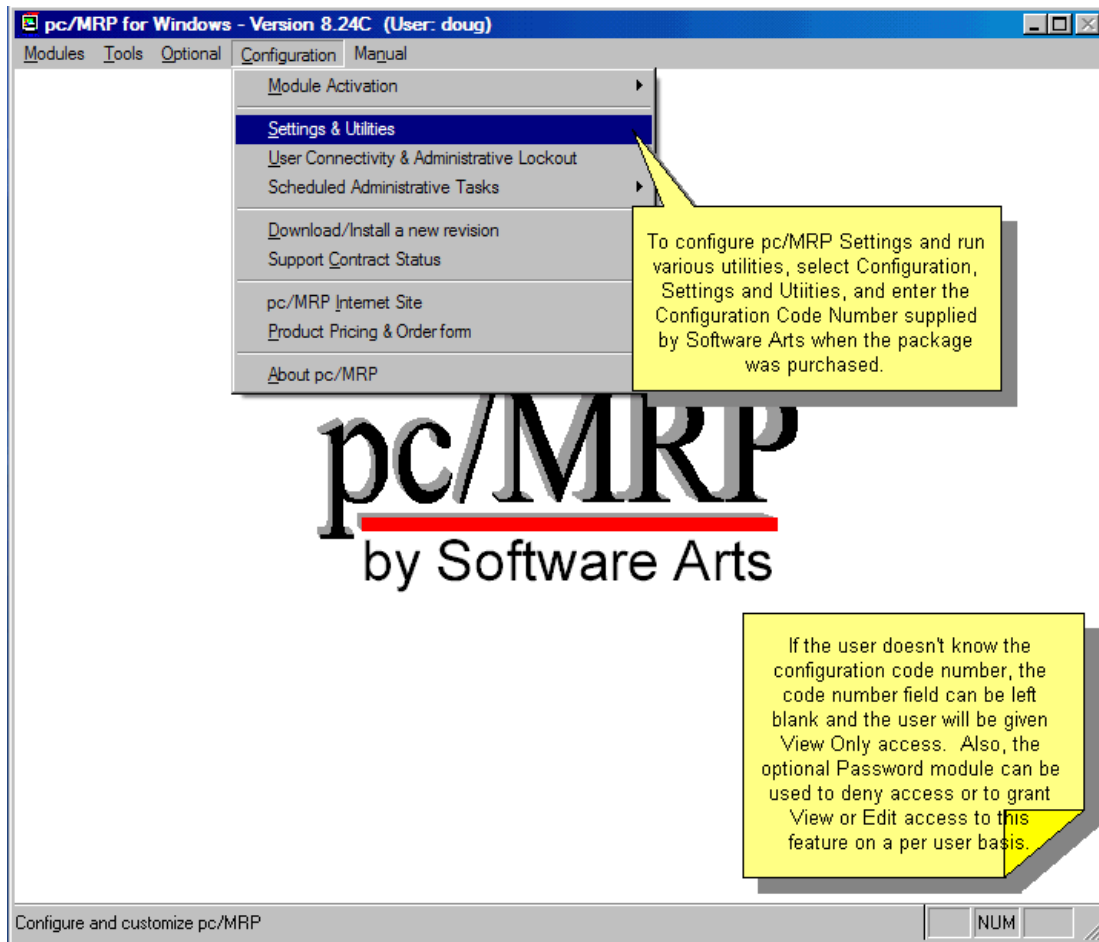 pc/MRP for Windows - Version 8.24C (User: doug)
Modules Tools Optional Configuration Manual
Module Activation
Settings & Utilities
User Connectivity & Administrative Lockout
Scheduled Administrative Tasks
Download/Install a new revision
Support Contract Status
pc/MRP Internet Site
Product Pricing & Order form
About pc/MRP
To configure pc/MRP Settings and run
various utilities, select Configuration,
Settings and Utiities, and enter the
Configuration Code Number supplied
by Software Arts when the package
was purchased.
pc/MRP
by Software Arts
If the user doesn't know the
configuration code number, the
code number field can be left
blank and the user will be given
View Only access. Also, the
optional Password module can be
used to deny access or to grant
View or Edit access to this
feature on a per user basis.
Configure and customize pc/MRP
NUM